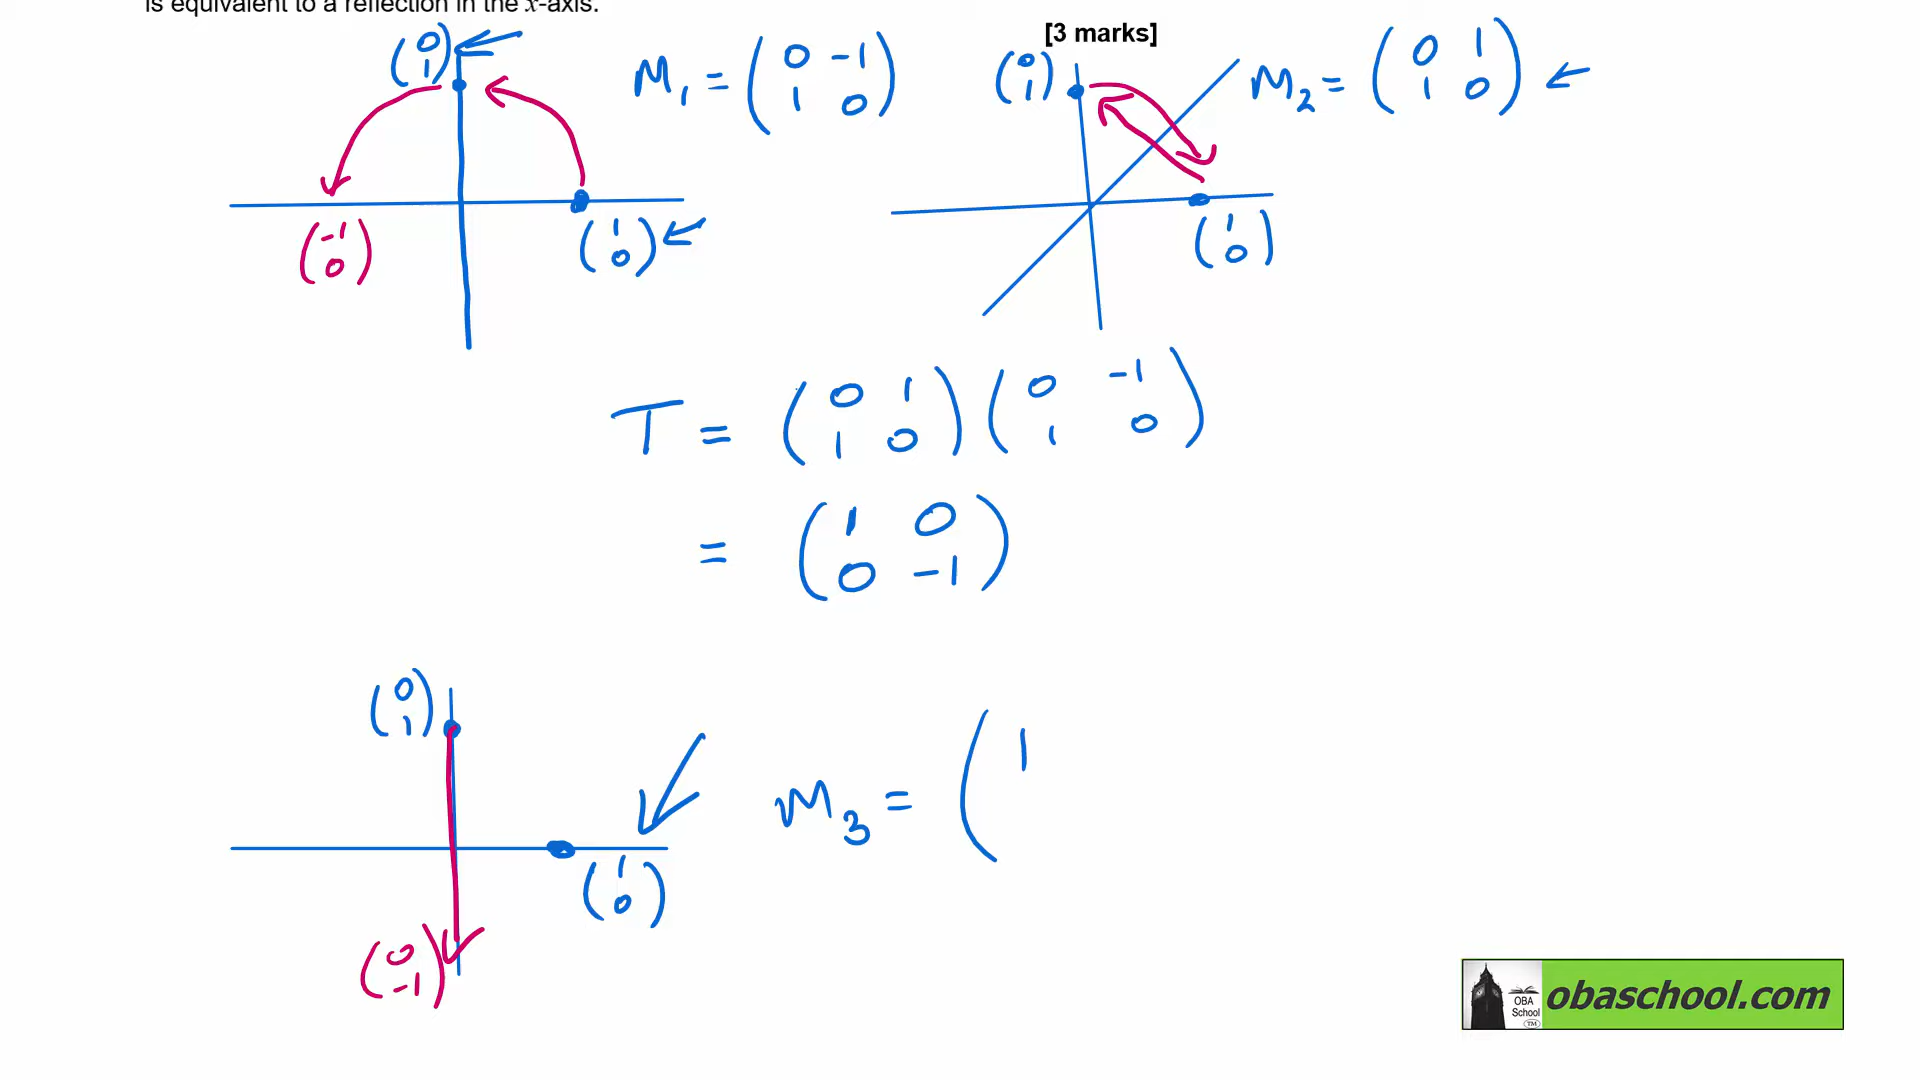 is equivalent to a reflection in the x-axis.
[3 marks]
(0 1)
M₁ = (0 -1
1 0)
(-1 0)
(1 0)
(0 1)
M₂ = (0 1
1 0)
(1 0)
T = (0 1
1 0) (0 -1
1 0)
= (1 0
0 -1)
(0 1)
(1 0)
(0 -1)
M₃ = ( 1
OBA
School
TM
obaschool.com